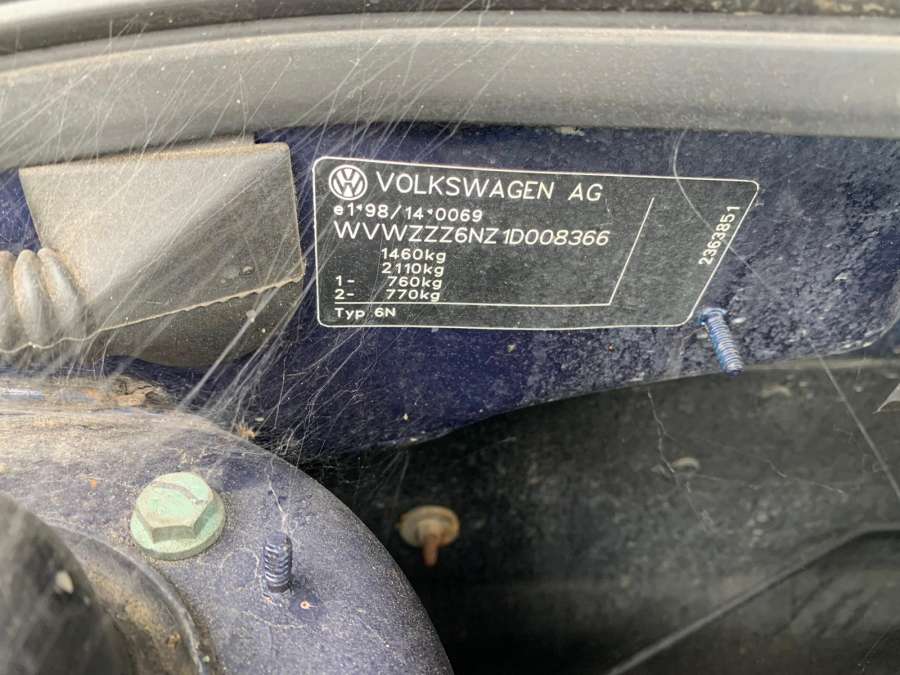 VOLKSWAGEN AG
e1*98/14*0069
WVWZZZ6NZ1D008366
1460kg
2110kg
1- 760kg
2- 770kg
Typ 6N
2363851